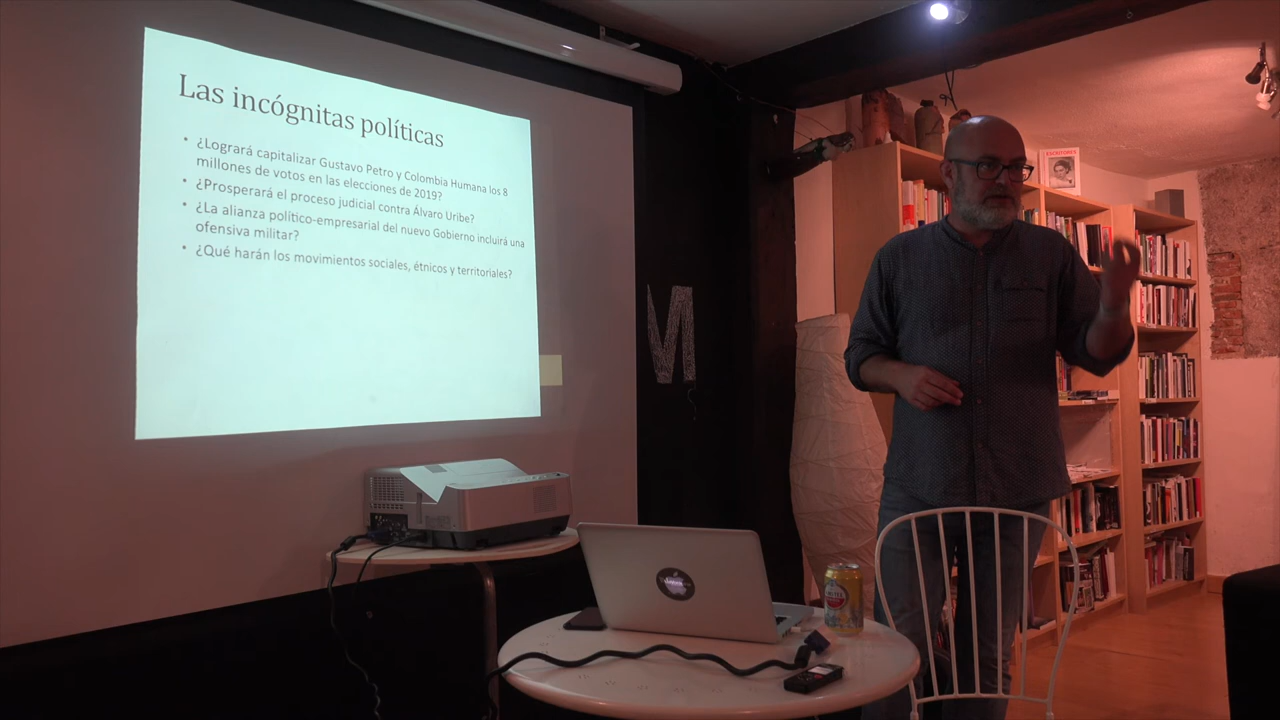 Las incógnitas políticas
• ¿Logrará capitalizar Gustavo Petro y Colombia Humana los 8
millones de votos en las elecciones de 2019?
• ¿Prosperará el proceso judicial contra Álvaro Uribe?
• ¿La alianza político-empresarial del nuevo Gobierno incluirá una
ofensiva militar?
• ¿Qué harán los movimientos sociales, étnicos y territoriales?
M
ESCRITORES